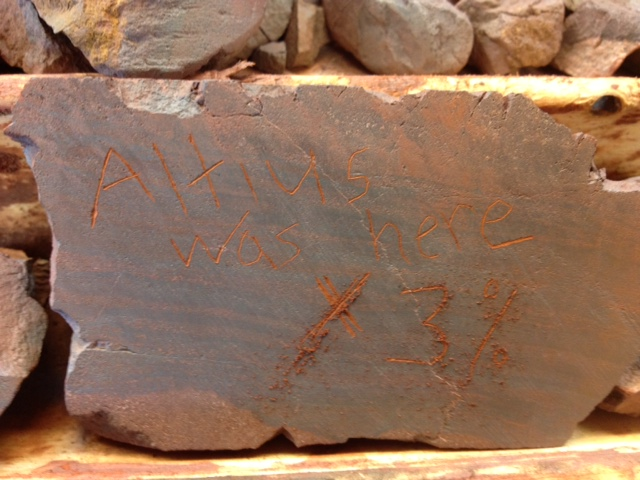 Altius
was here
x 3%